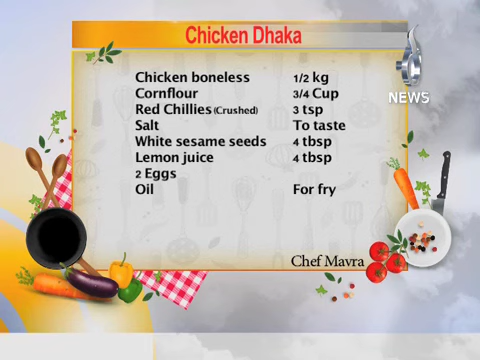 Chicken Dhaka
Chicken boneless 1/2 kg
Cornflour 3/4 Cup
Red Chillies (Crushed) 3 tsp
Salt To taste
White sesame seeds 4 tbsp
Lemon juice 4 tbsp
2 Eggs
Oil For fry
Chef Mavra
NEWS